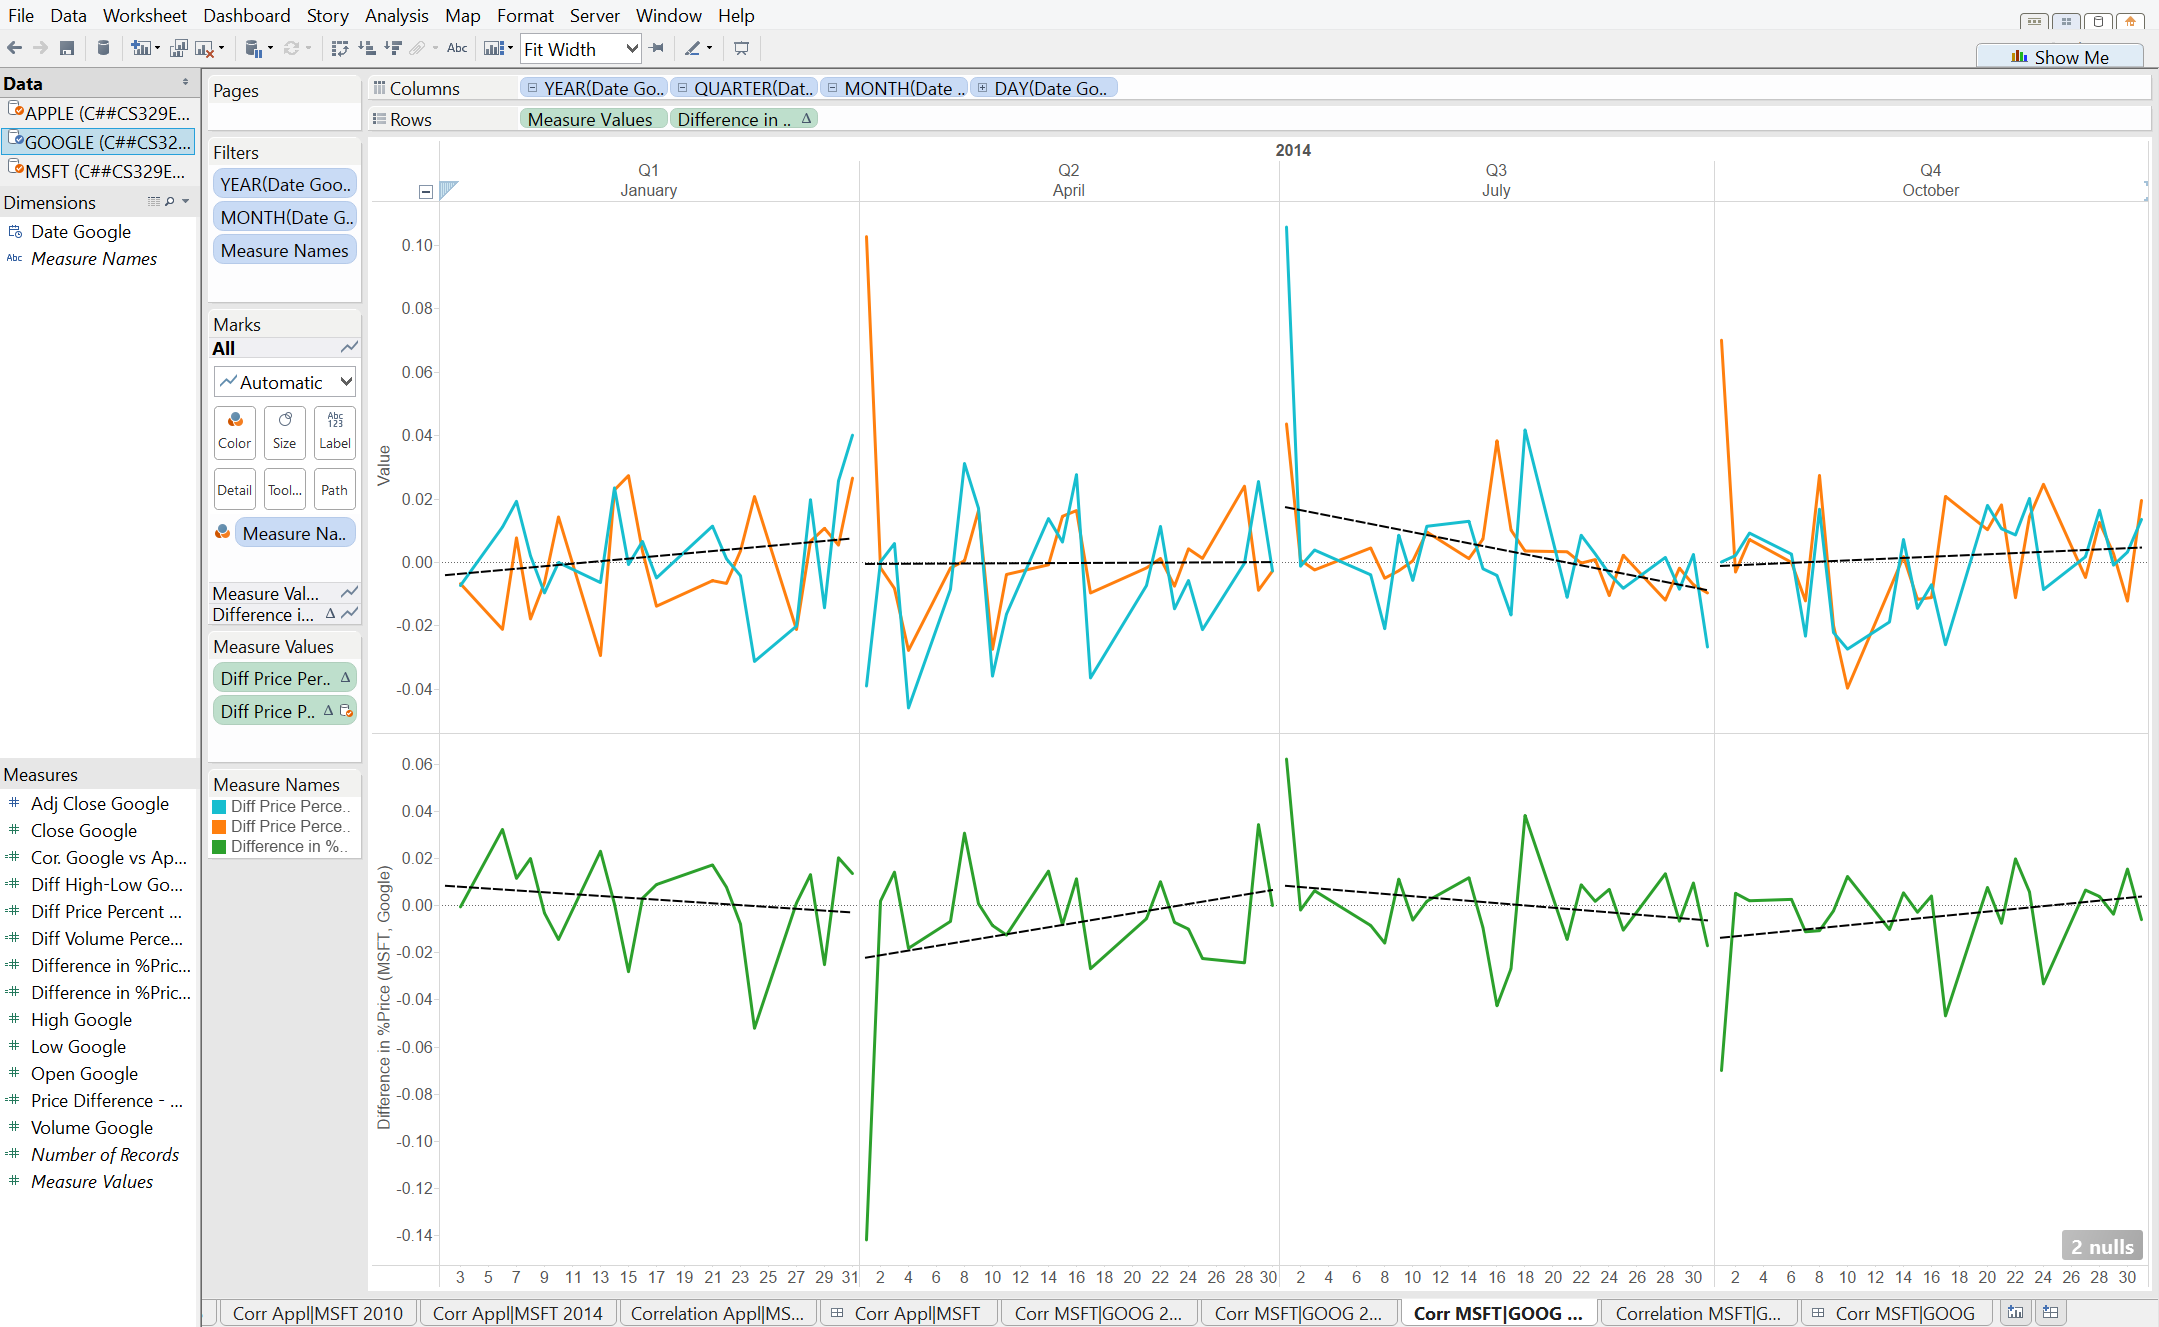 File Data Worksheet Dashboard Story Analysis Map Format Server Window Help
Abc Fit Width
Show Me
Data
APPLE (C##CS329E...
GOOGLE (C##CS32...
MSFT (C##CS329E...
Dimensions
Date Google
Abc Measure Names
Measures
Adj Close Google
Close Google
Cor. Google vs Ap...
Diff High-Low Go...
Diff Price Percent ...
Diff Volume Perce...
Difference in %Pric...
Difference in %Pric...
High Google
Low Google
Open Google
Price Difference - ...
Volume Google
Number of Records
Measure Values
Pages
Filters
YEAR(Date Goo..
MONTH(Date G..
Measure Names
Marks
All
Automatic
Color Size Abc 123 Label
Detail Tool... Path
Measure Na..
Measure Val...
Difference i... Δ
Measure Values
Diff Price Per.. Δ
Diff Price P.. Δ
Measure Names
Diff Price Perce..
Diff Price Perce..
Difference in %..
Columns YEAR(Date Go.. QUARTER(Dat.. MONTH(Date .. DAY(Date Go..
Rows Measure Values Difference in .. Δ
2014
Q1 Q2 Q3 Q4
January April July October
Value
0.10
0.08
0.06
0.04
0.02
0.00
-0.02
-0.04
Difference in %Price (MSFT, Google)
0.06
0.04
0.02
0.00
-0.02
-0.04
-0.06
-0.08
-0.10
-0.12
-0.14
2 nulls
3 5 7 9 11 13 15 17 19 21 23 25 27 29 31 2 4 6 8 10 12 14 16 18 20 22 24 26 28 30 2 4 6 8 10 12 14 16 18 20 22 24 26 28 30 2 4 6 8 10 12 14 16 18 20 22 24 26 28 30
Corr Appl|MSFT 2010 Corr Appl|MSFT 2014 Correlation Appl|MS... Corr Appl|MSFT Corr MSFT|GOOG 2... Corr MSFT|GOOG 2... Corr MSFT|GOOG ... Correlation MSFT|G... Corr MSFT|GOOG